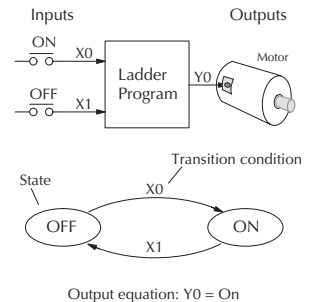 Inputs
Outputs
ON
X0
OFF
X1
Ladder
Program
Y0
Motor
Transition condition
State
X0
OFF
ON
X1
Output equation: Y0 = On